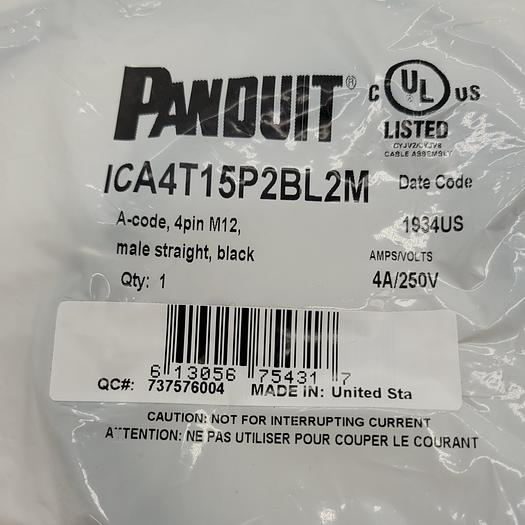 PANDUIT®
C UL US
LISTED
CYJV2/CYJV8
CABLE ASSEMBLY
ICA4T15P2BL2M
Date Code
1934US
A-code, 4pin M12,
male straight, black
AMPS/VOLTS
4A/250V
Qty: 1
6 13056 75431 7
QC#: 737576004 MADE IN: United Sta
CAUTION: NOT FOR INTERRUPTING CURRENT
ATTENTION: NE PAS UTILISER POUR COUPER LE COURANT